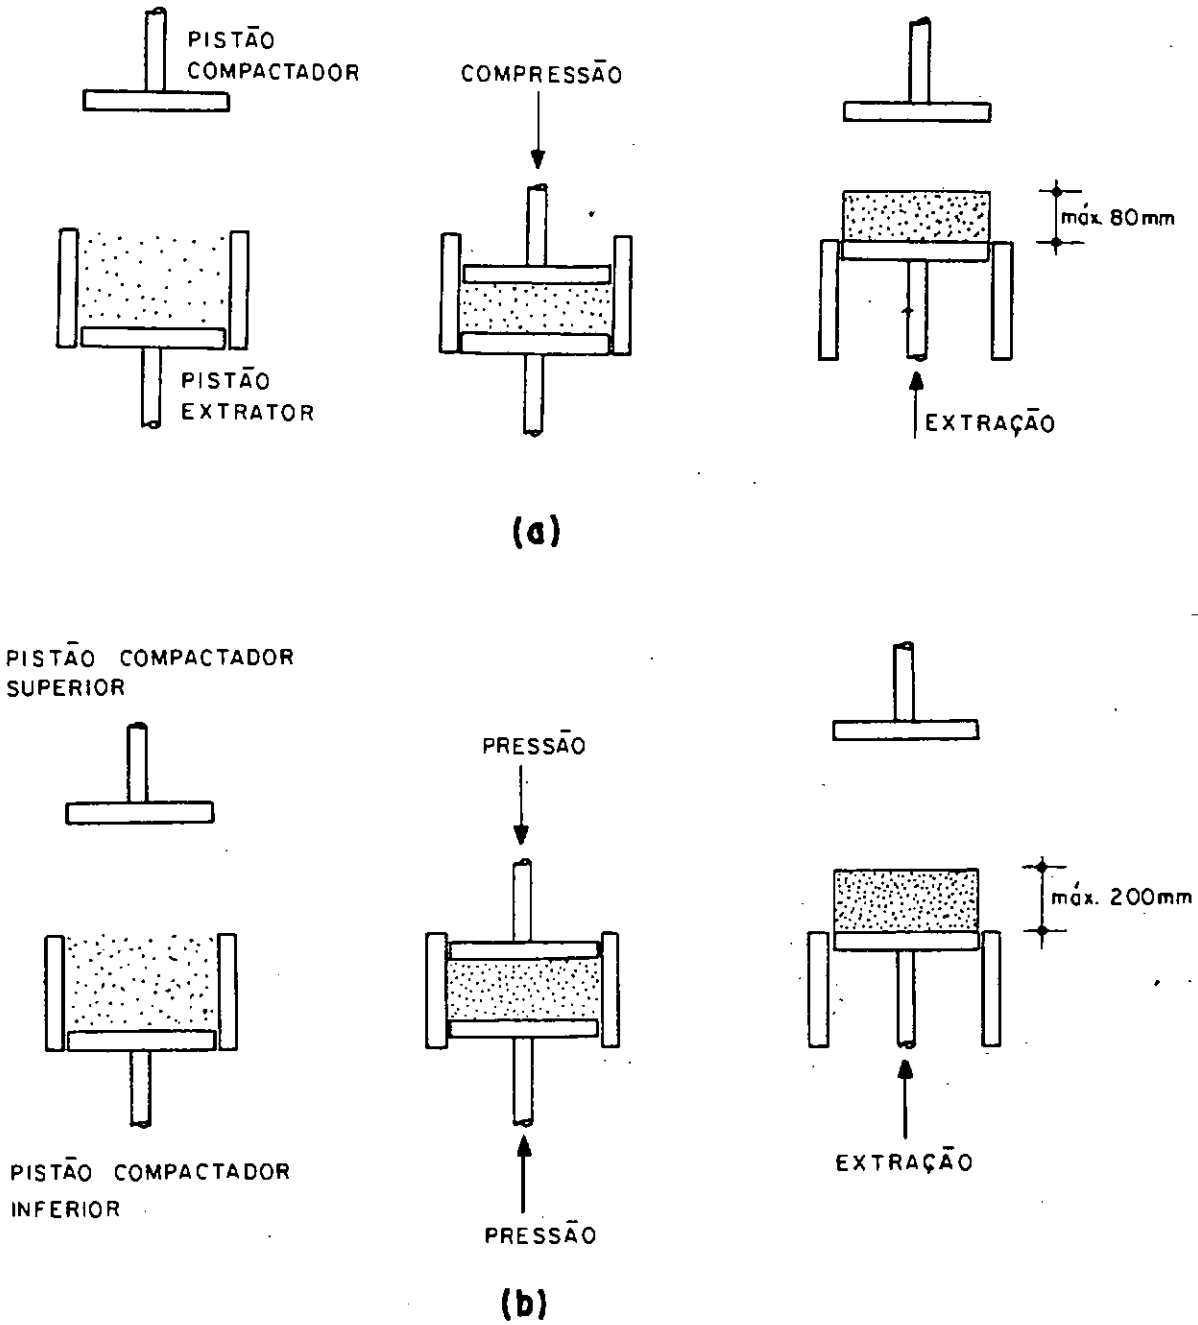 PISTÃO
COMPACTADOR
COMPRESSÃO
máx. 80mm
PISTÃO
EXTRATOR
EXTRAÇÃO
(a)
PISTÃO COMPACTADOR
SUPERIOR
PRESSÃO
máx. 200mm
PISTÃO COMPACTADOR
INFERIOR
EXTRAÇÃO
PRESSÃO
(b)